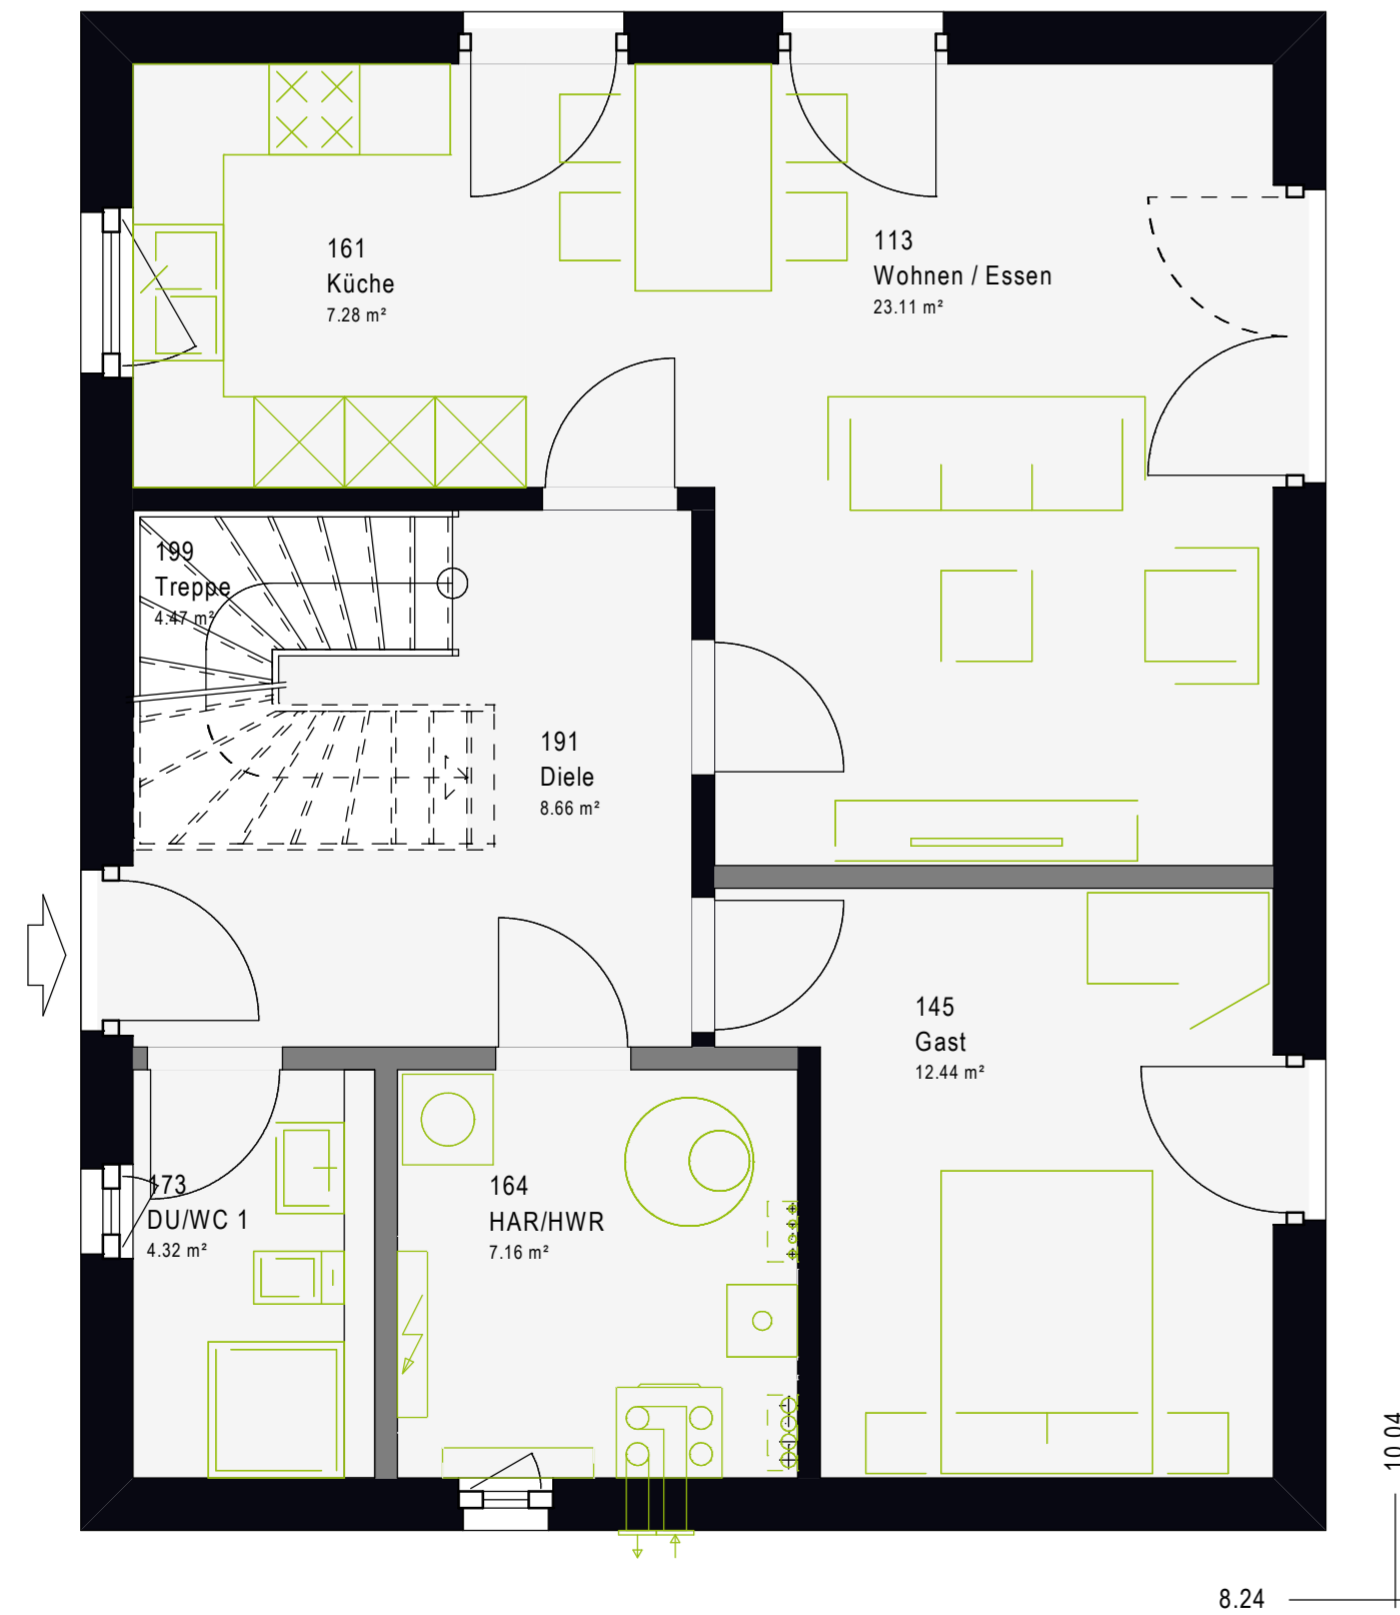 161
Küche
7.28 m²
113
Wohnen / Essen
23.11 m²
199
Treppe
4.47 m²
191
Diele
8.66 m²
145
Gast
12.44 m²
173
DU/WC 1
4.32 m²
164
HAR/HWR
7.16 m²
10.04
8.24